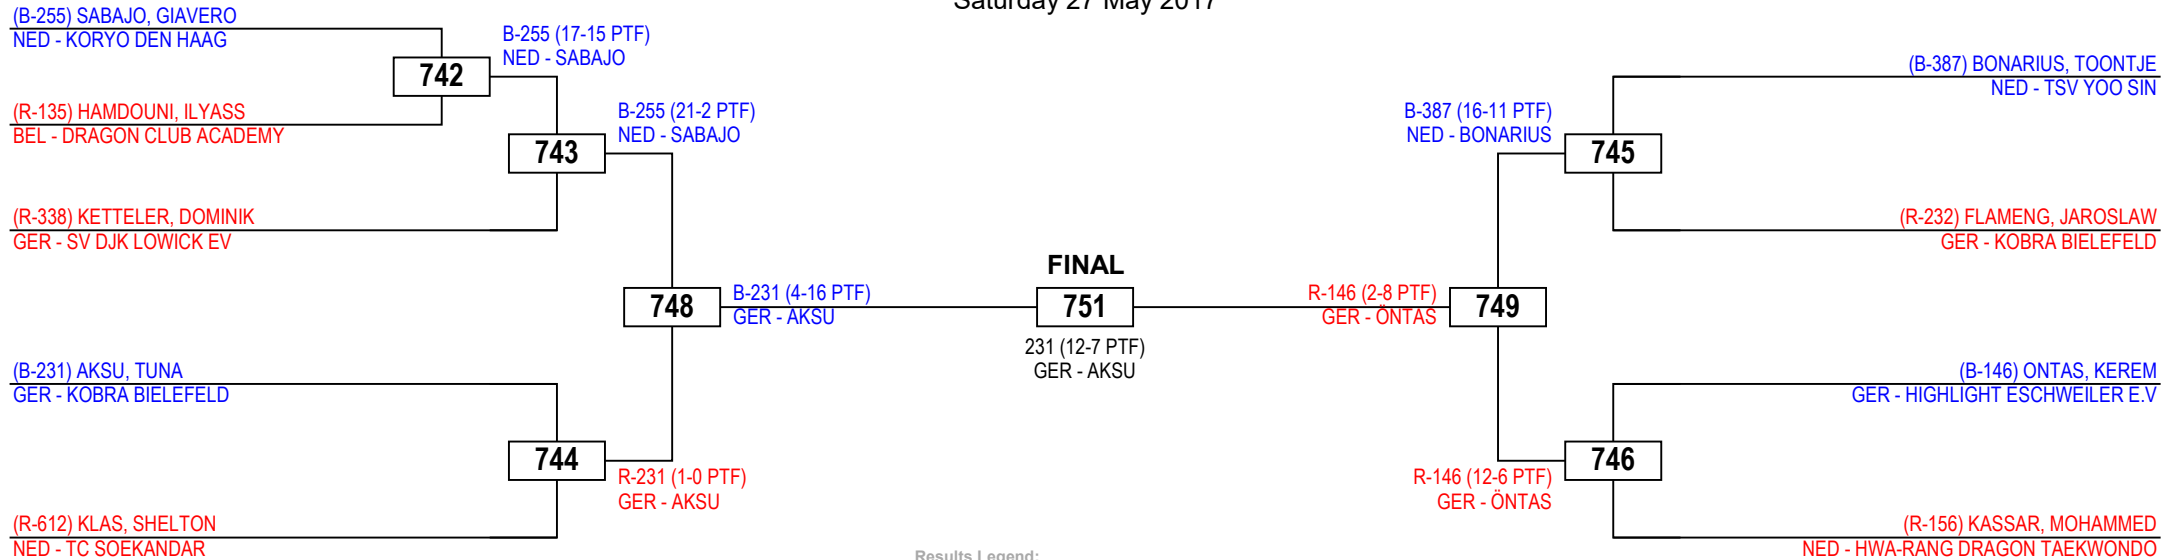 Saturday 27 May 2017
(B-255) SABAJO, GIAVERO
NED - KORYO DEN HAAG
B-255 (17-15 PTF)
NED - SABAJO
742
(R-135) HAMDOUNI, ILYASS
BEL - DRAGON CLUB ACADEMY
B-255 (21-2 PTF)
NED - SABAJO
743
(R-338) KETTELER, DOMINIK
GER - SV DJK LOWICK EV
748
B-231 (4-16 PTF)
GER - AKSU
(B-231) AKSU, TUNA
GER - KOBRA BIELEFELD
744
R-231 (1-0 PTF)
GER - AKSU
(R-612) KLAS, SHELTON
NED - TC SOEKANDAR
FINAL
751
231 (12-7 PTF)
GER - AKSU
(B-387) BONARIUS, TOONTJE
NED - TSV YOO SIN
B-387 (16-11 PTF)
NED - BONARIUS
745
(R-232) FLAMENG, JAROSLAW
GER - KOBRA BIELEFELD
R-146 (2-8 PTF)
GER - ÖNTAS
749
(B-146) ONTAS, KEREM
GER - HIGHLIGHT ESCHWEILER E.V
746
R-146 (12-6 PTF)
GER - ÖNTAS
(R-156) KASSAR, MOHAMMED
NED - HWA-RANG DRAGON TAEKWONDO
Results Legend: